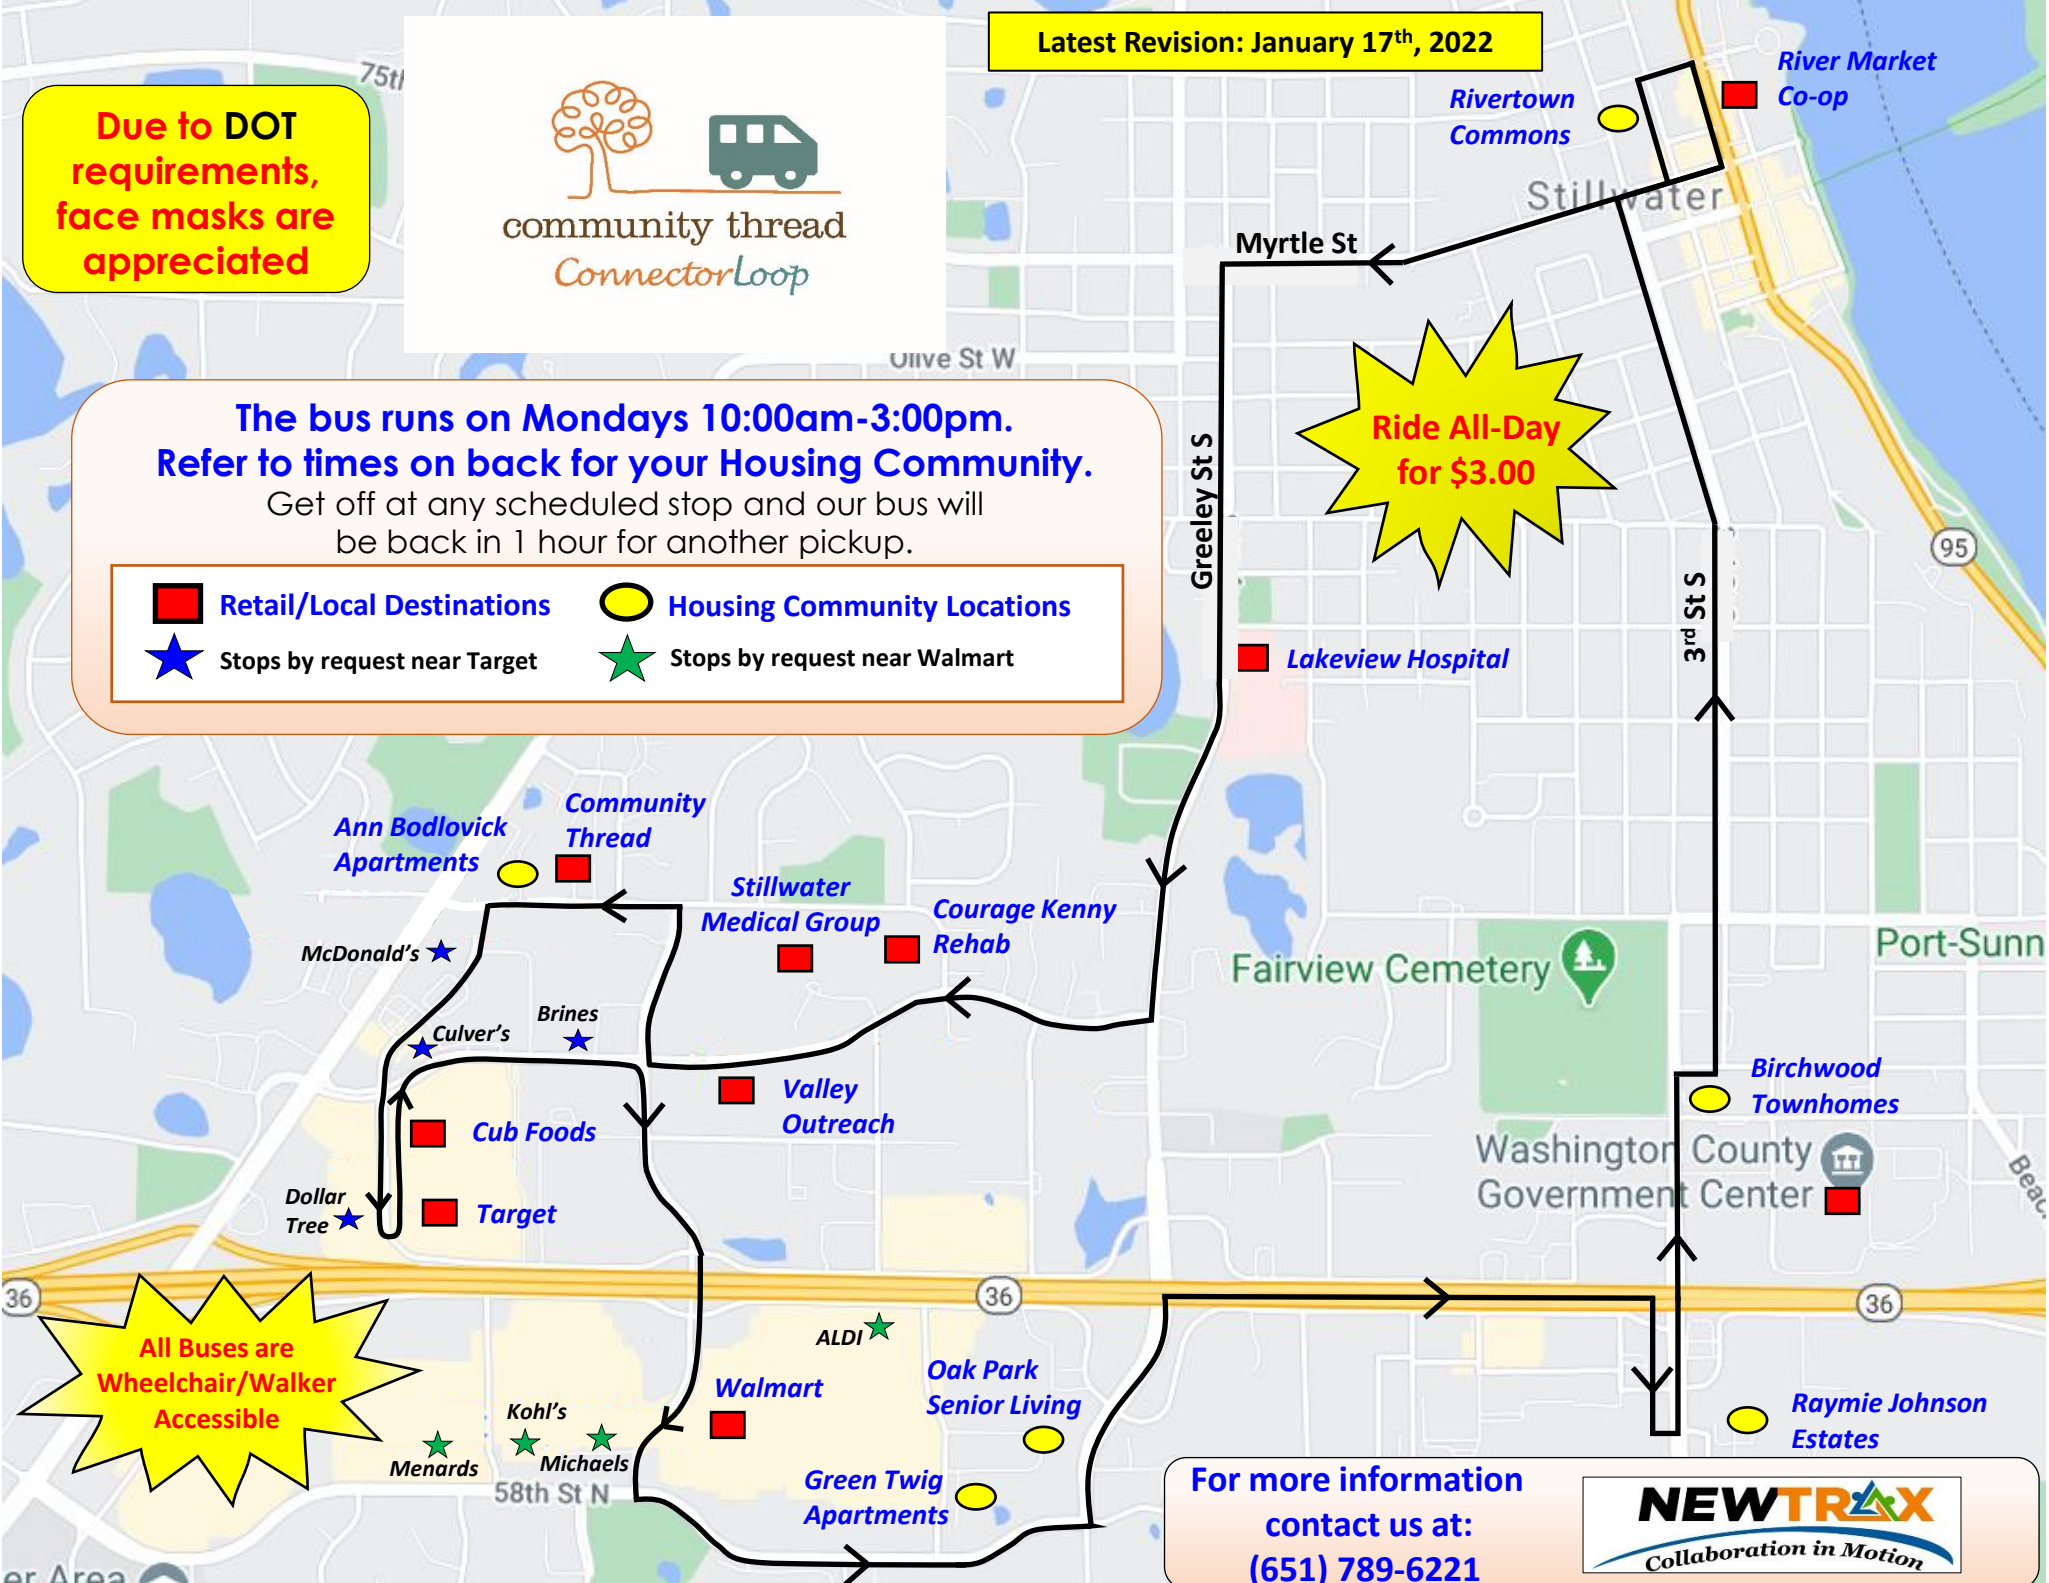 Latest Revision: January 17th, 2022
75th
Due to DOT
requirements,
face masks are
appreciated
community thread
ConnectorLoop
River Market
Co-op
Rivertown
Commons
Stillwater
Myrtle St
Olive St W
The bus runs on Mondays 10:00am-3:00pm.
Refer to times on back for your Housing Community.
Get off at any scheduled stop and our bus will
be back in 1 hour for another pickup.
Retail/Local Destinations
Housing Community Locations
Stops by request near Target
Stops by request near Walmart
Ride All-Day
for $3.00
Greeley St S
95
3rd St S
Lakeview Hospital
Community
Thread
Ann Bodlovick
Apartments
Stillwater
Medical Group
Courage Kenny
Rehab
McDonald's
Fairview Cemetery
Port-Sunn
Brines
Culver's
Valley
Outreach
Birchwood
Townhomes
Cub Foods
Washington County
Government Center
Beac
Dollar
Tree
Target
36
36
36
All Buses are
Wheelchair/Walker
Accessible
ALDI
Oak Park
Senior Living
Walmart
Kohl's
Menards
Michaels
58th St N
Green Twig
Apartments
Raymie Johnson
Estates
For more information
contact us at:
(651) 789-6221
NEWTRAX
Collaboration in Motion
er Area